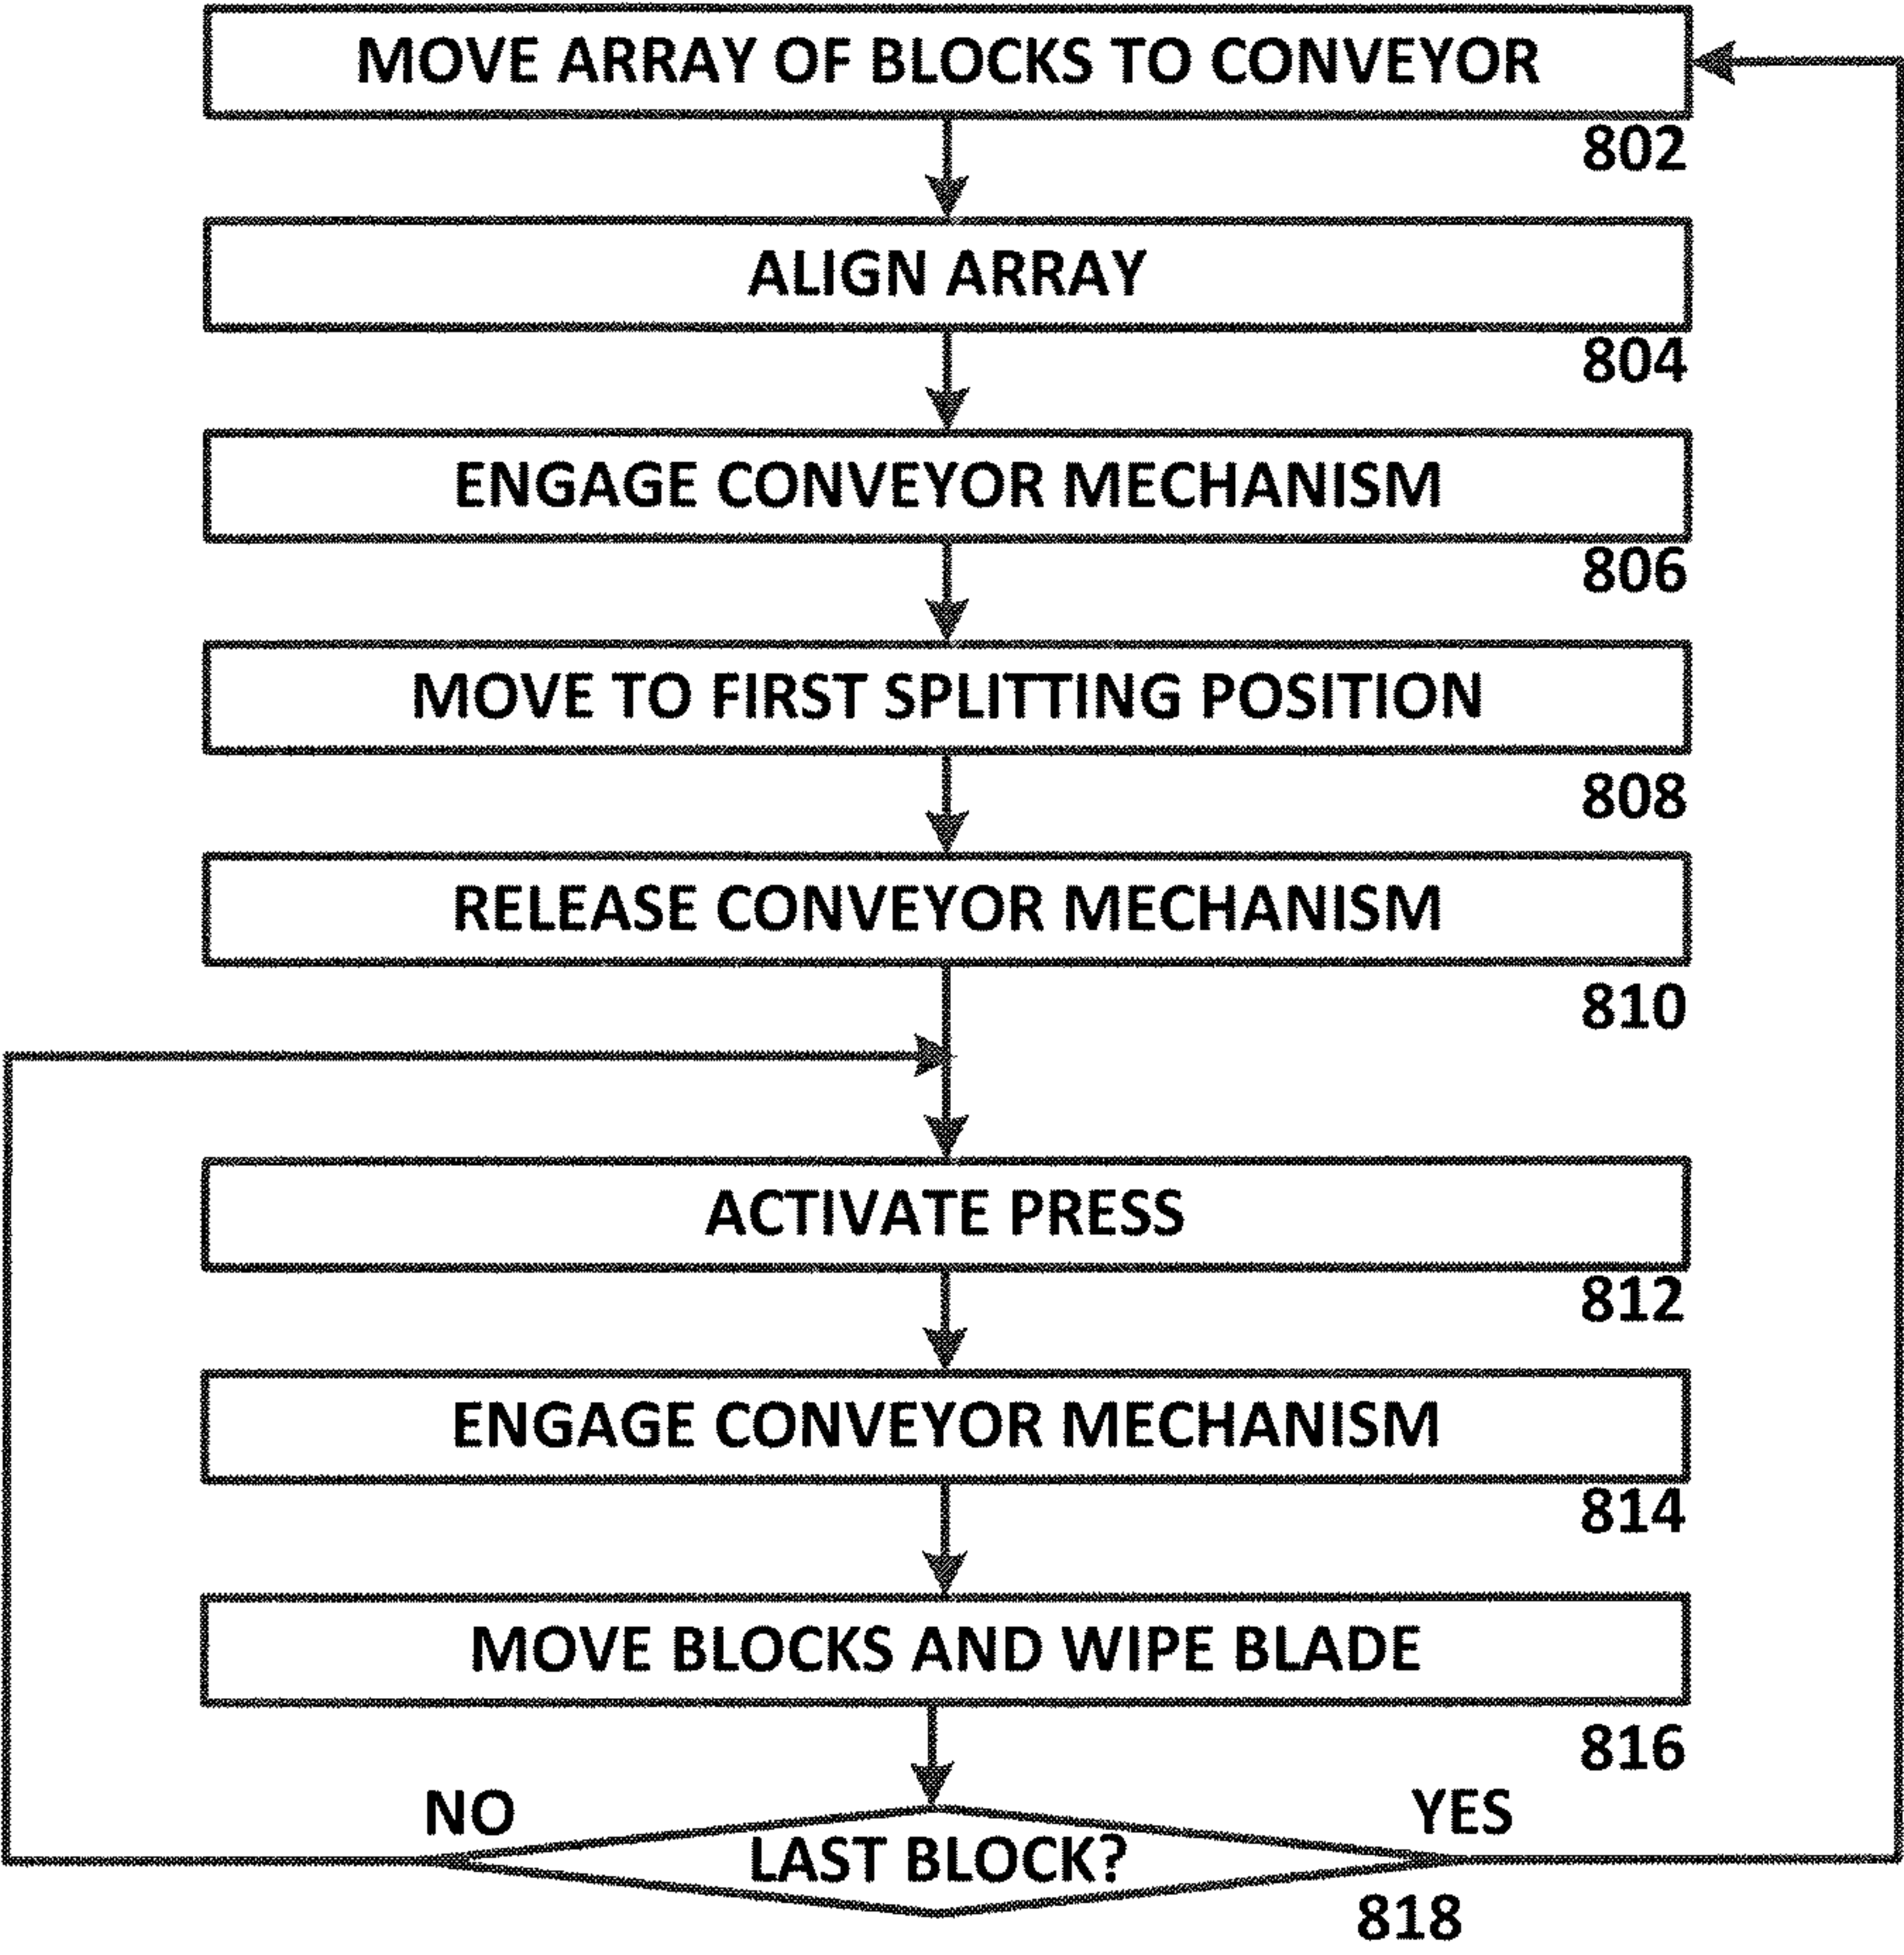 MOVE ARRAY OF BLOCKS TO CONVEYOR
802
ALIGN ARRAY
804
ENGAGE CONVEYOR MECHANISM
806
MOVE TO FIRST SPLITTING POSITION
808
RELEASE CONVEYOR MECHANISM
810
ACTIVATE PRESS
812
ENGAGE CONVEYOR MECHANISM
814
MOVE BLOCKS AND WIPE BLADE
816
NO
YES
LAST BLOCK?
818